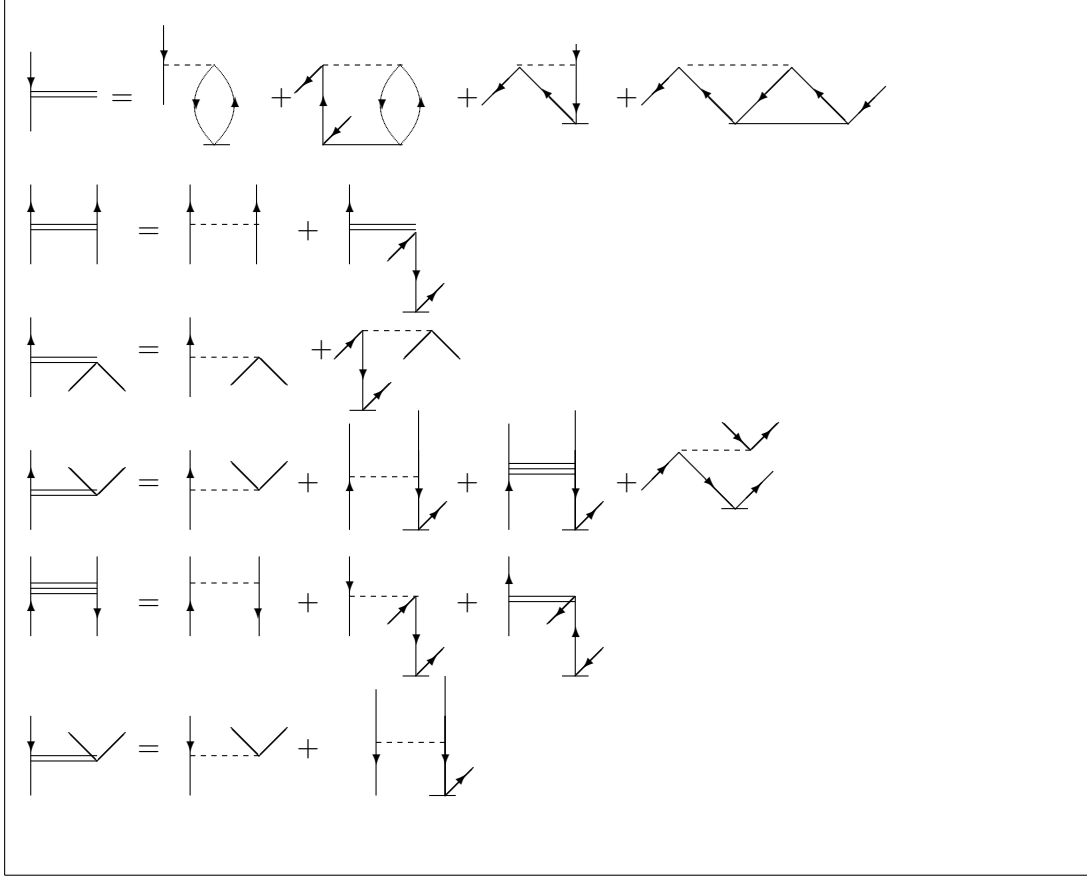 = + + +
= +
= +
= + + +
= + +
= +